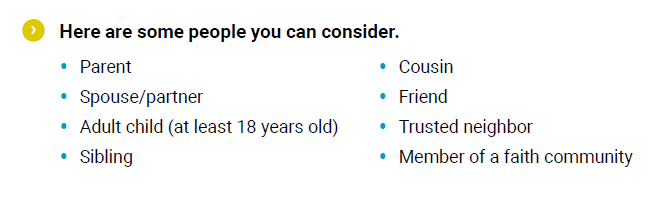 Here are some people you can consider.
• Parent
• Spouse/partner
• Adult child (at least 18 years old)
• Sibling
• Cousin
• Friend
• Trusted neighbor
• Member of a faith community